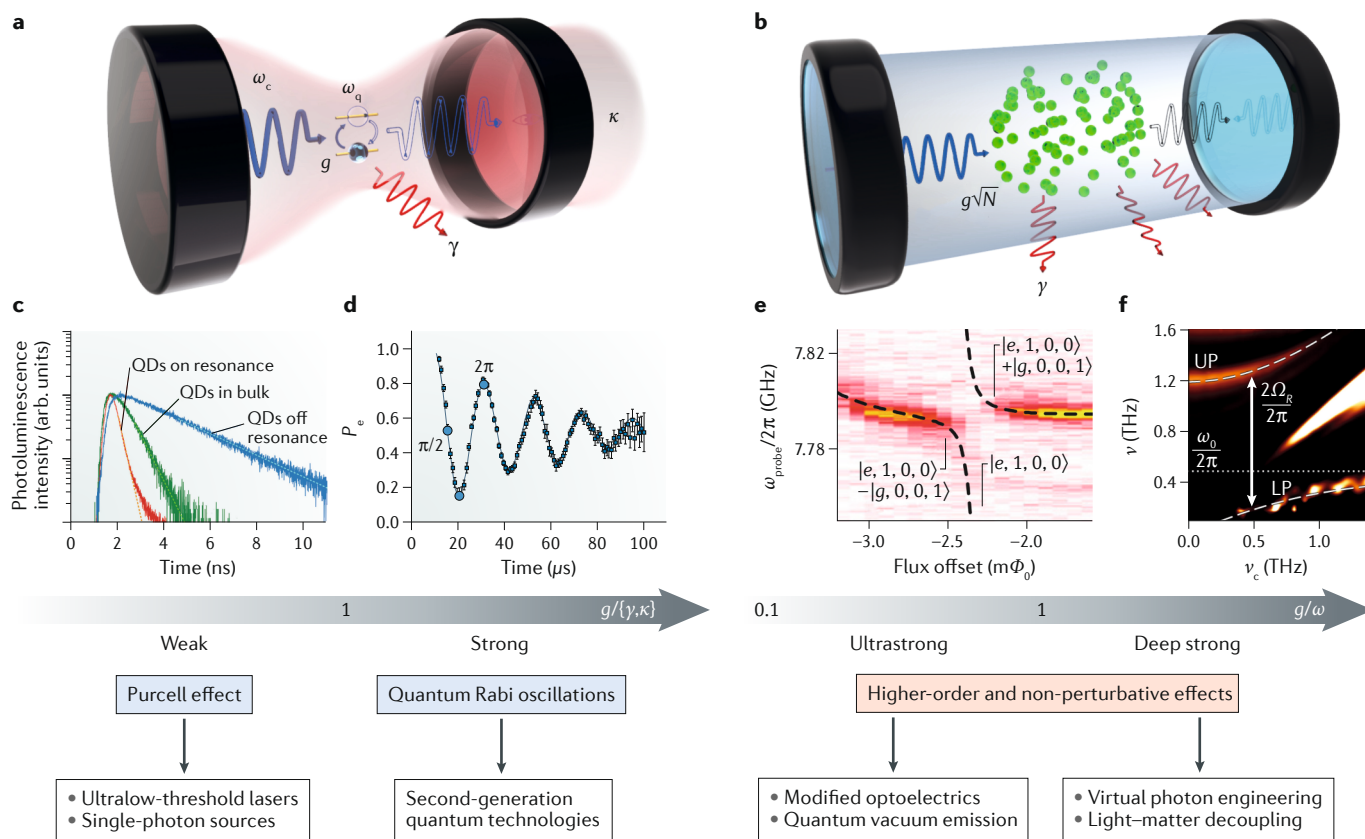 a
b
ω_c
ω_q
g
κ
γ
g√N
γ
c
d
e
f
Photoluminescence
intensity (arb. units)
QDs on resonance
QDs in bulk
QDs off
resonance
0 2 4 6 8 10
Time (ns)
P_e
1.0
0.8
0.6
0.4
0.2
0.0
2π
π/2
0 20 40 60 80 100
Time (μs)
ω_probe/2π (GHz)
7.82
7.78
|e, 1, 0, 0⟩
+|g, 0, 0, 1⟩
|e, 1, 0, 0⟩
−|g, 0, 0, 1⟩
|e, 1, 0, 0⟩
−3.0 −2.5 −2.0
Flux offset (mΦ_0)
ν (THz)
1.6
1.2
0.8
0.4
UP
2Ω_R
2π
ω_0
2π
LP
0.0 0.5 1.0
ν_c (THz)
1 g/{γ,κ}
0.1 1 g/ω
Weak
Strong
Ultrastrong
Deep strong
Purcell effect
Quantum Rabi oscillations
Higher-order and non-perturbative effects
• Ultralow-threshold lasers
• Single-photon sources
Second-generation
quantum technologies
• Modified optoelectrics
• Quantum vacuum emission
• Virtual photon engineering
• Light–matter decoupling